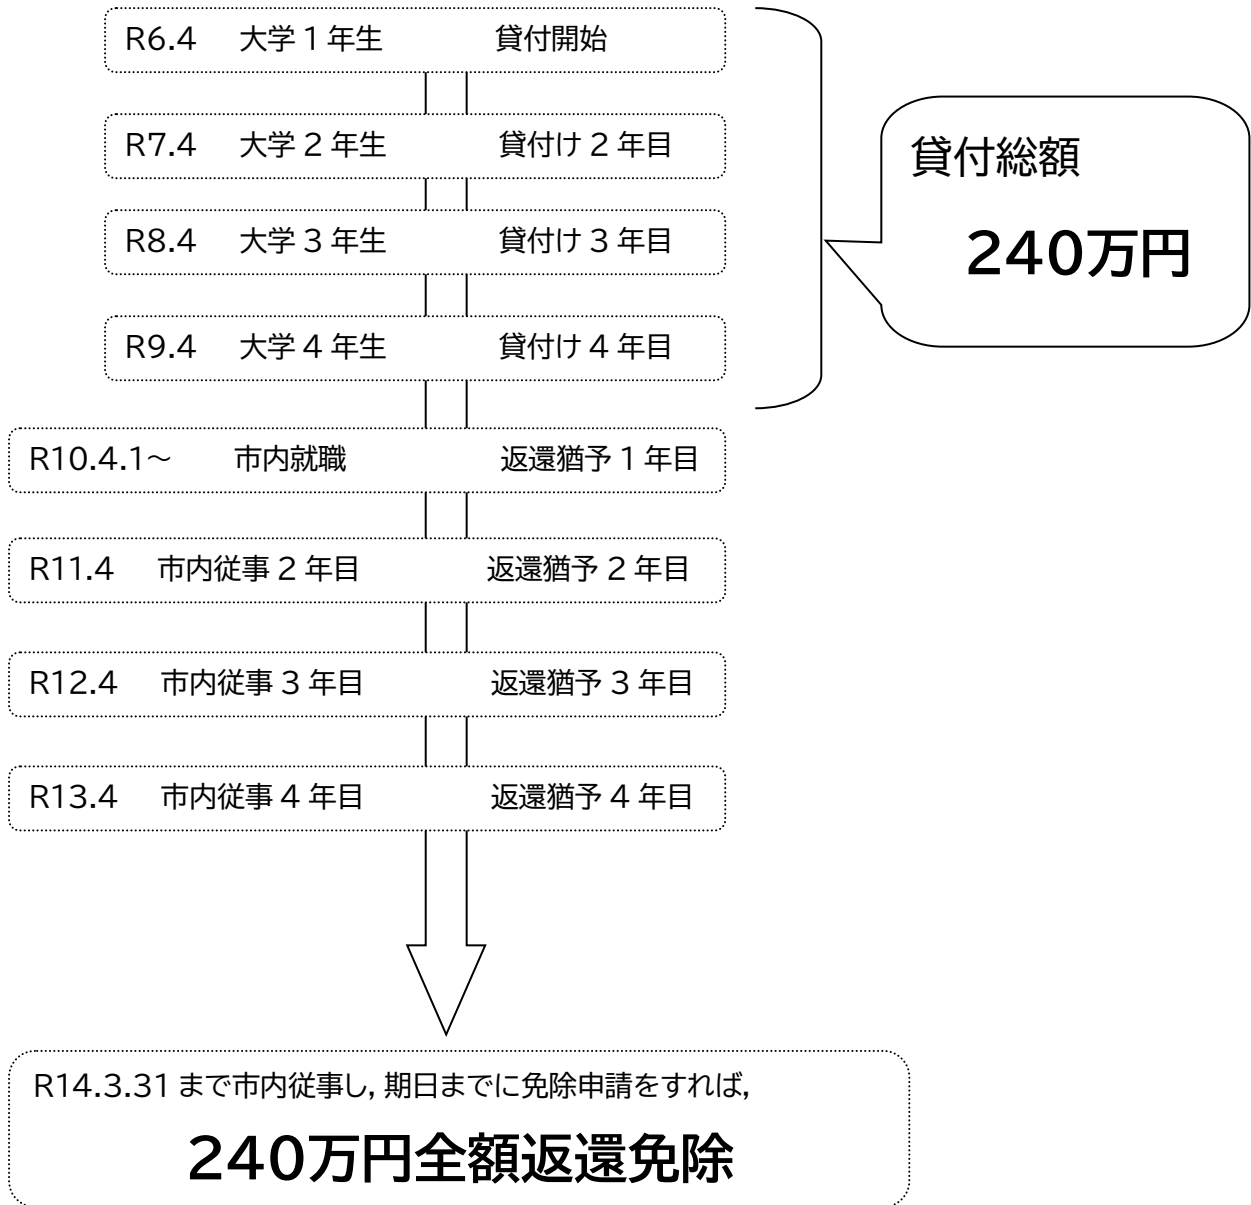 R6.4 大学1年生 貸付開始
R7.4 大学2年生 貸付け2年目
R8.4 大学3年生 貸付け3年目
R9.4 大学4年生 貸付け4年目
貸付総額
240万円
R10.4.1～ 市内就職 返還猶予1年目
R11.4 市内従事2年目 返還猶予2年目
R12.4 市内従事3年目 返還猶予3年目
R13.4 市内従事4年目 返還猶予4年目
R14.3.31まで市内従事し，期日までに免除申請をすれば，
240万円全額返還免除